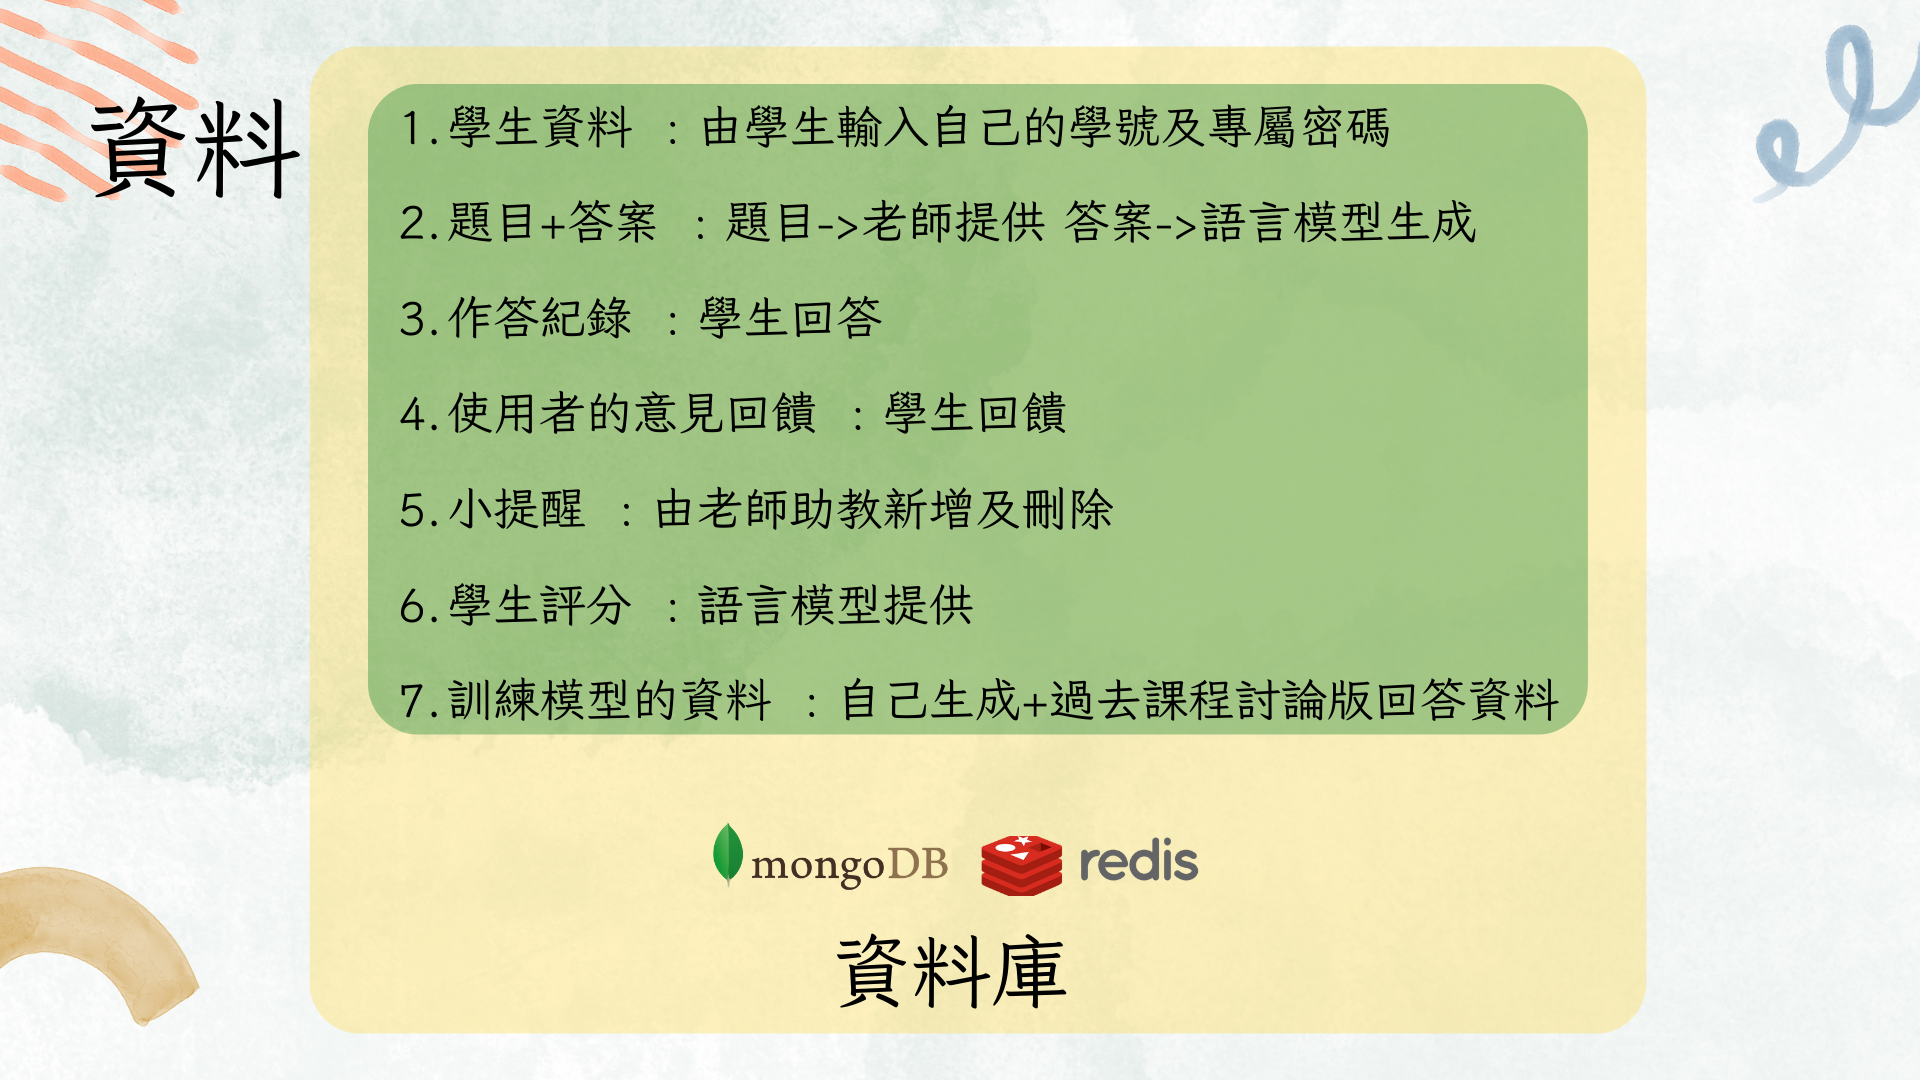 資料
1.學生資料 :由學生輸入自己的學號及專屬密碼
2.題目+答案 :題目->老師提供 答案->語言模型生成
3.作答紀錄 :學生回答
4.使用者的意見回饋 :學生回饋
5.小提醒 :由老師助教新增及刪除
6.學生評分 :語言模型提供
7.訓練模型的資料 :自己生成+過去課程討論版回答資料
mongoDB redis
資料庫